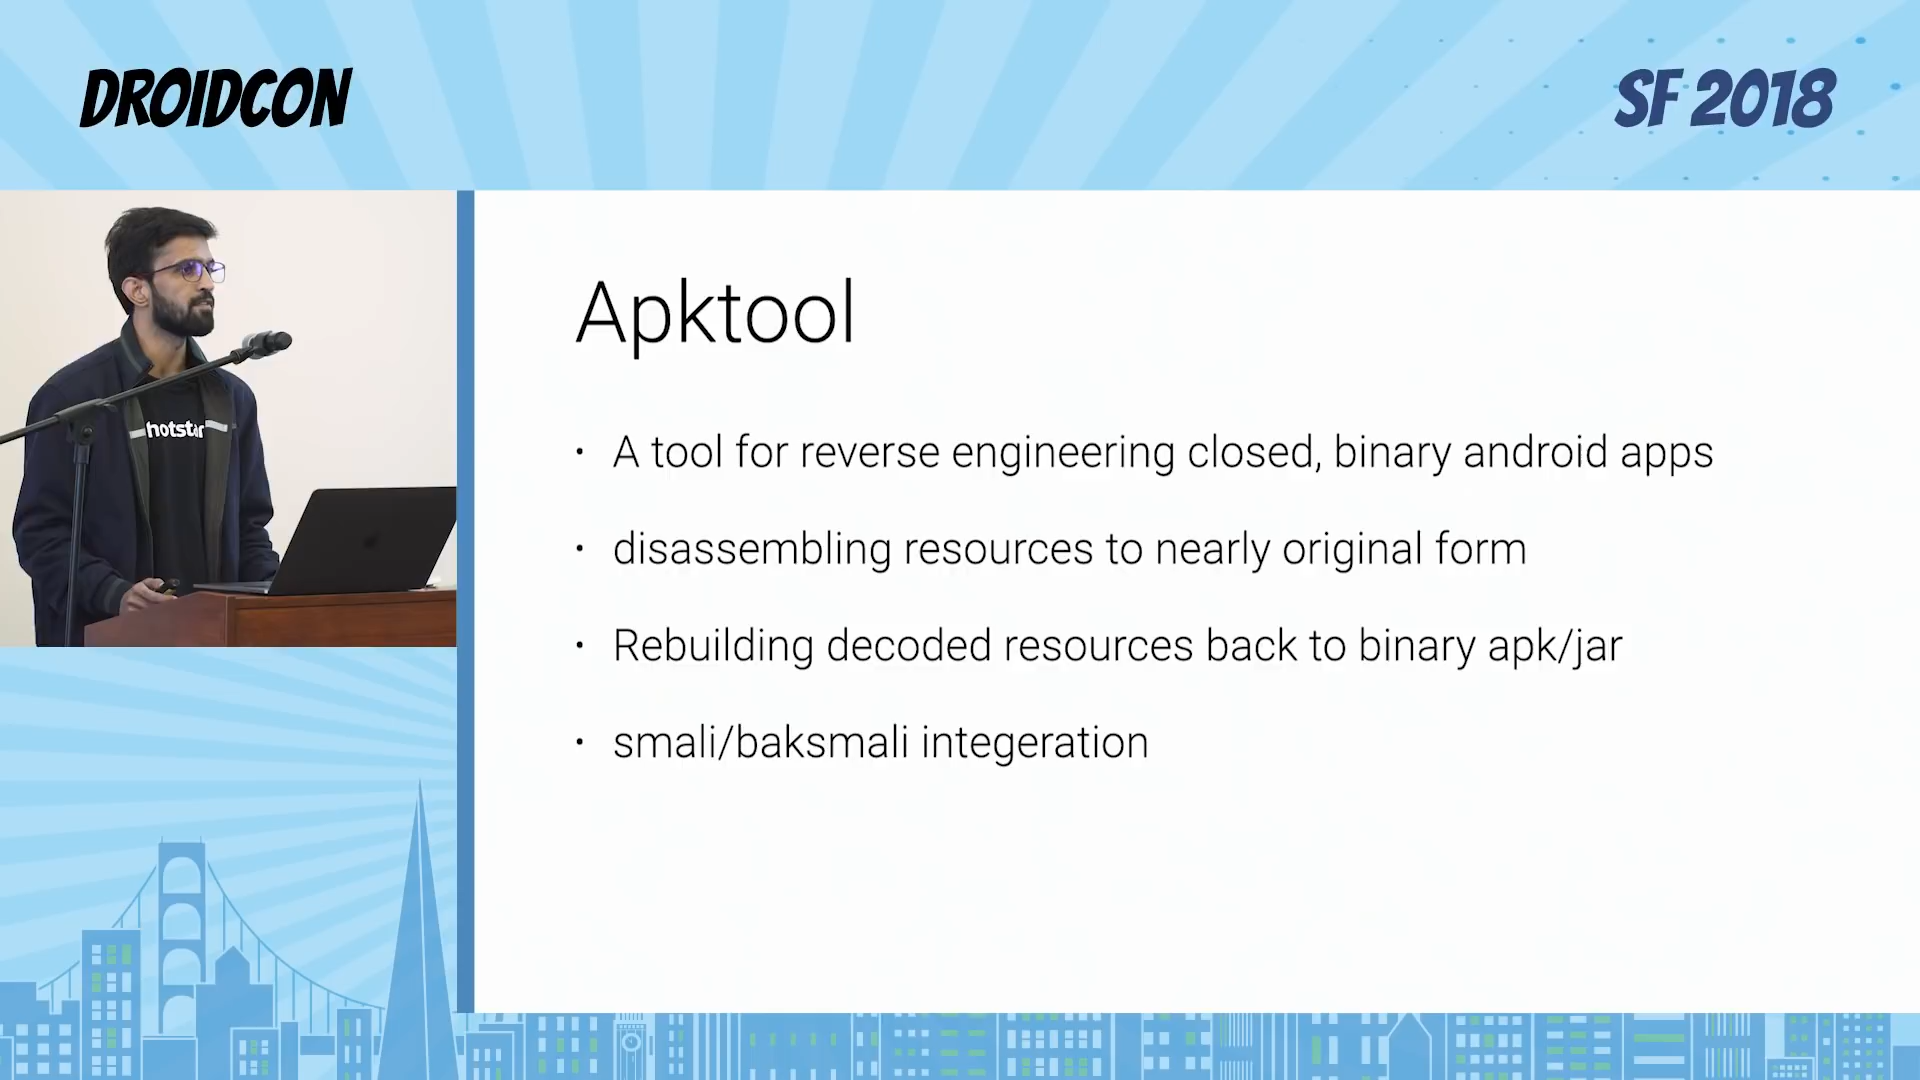 DROIDCON
SF 2018
hotstar
Apktool
• A tool for reverse engineering closed, binary android apps
• disassembling resources to nearly original form
• Rebuilding decoded resources back to binary apk/jar
• smali/baksmali integeration